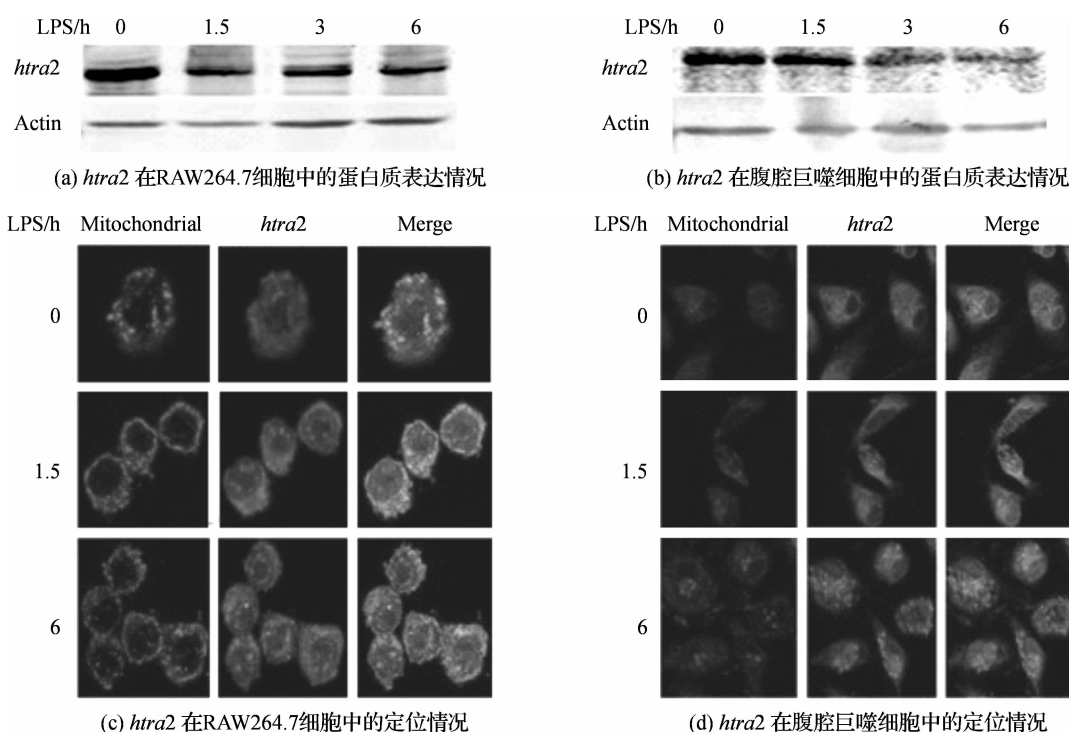 LPS/h 0 1.5 3 6
htra2
Actin
(a) htra2 在RAW264.7细胞中的蛋白质表达情况
LPS/h 0 1.5 3 6
htra2
Actin
(b) htra2 在腹腔巨噬细胞中的蛋白质表达情况
LPS/h Mitochondrial htra2 Merge
0
1.5
6
(c) htra2 在RAW264.7细胞中的定位情况
LPS/h Mitochondrial htra2 Merge
0
1.5
6
(d) htra2 在腹腔巨噬细胞中的定位情况